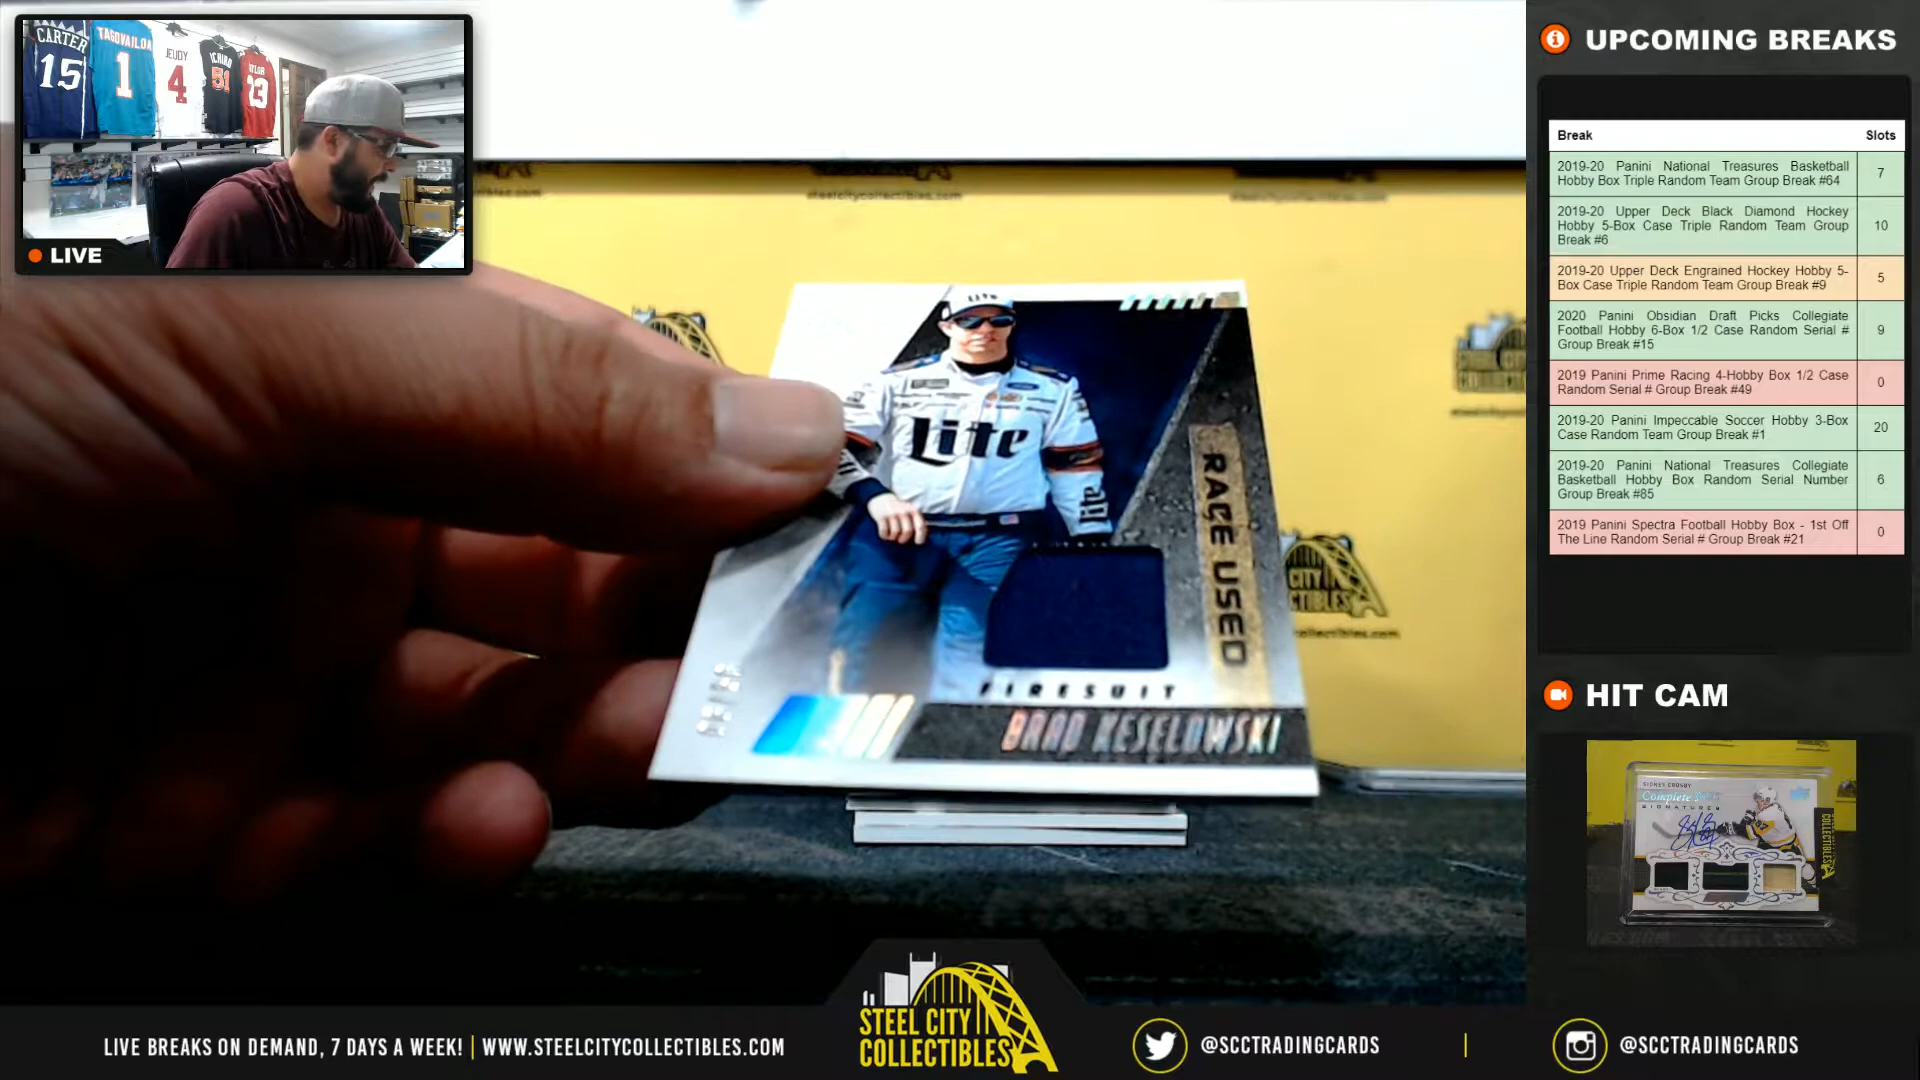 CARTER
15
TAGOVAILOA
1
JEUDY
4
ICHIRO
51
23
LIVE
Lite
Lite
RACE USED
FIRESUIT
BRAD KESELOWSKI
steelcitycollectibles.com
UPCOMING BREAKS
Break Slots
2019-20 Panini National Treasures Basketball
Hobby Box Triple Random Team Group Break #64
7
2019-20 Upper Deck Black Diamond Hockey
Hobby 5-Box Case Triple Random Team Group
Break #6
10
2019-20 Upper Deck Engrained Hockey Hobby 5-
Box Case Triple Random Team Group Break #9
5
2020 Panini Obsidian Draft Picks Collegiate
Football Hobby 6-Box 1/2 Case Random Serial #
Group Break #15
9
2019 Panini Prime Racing 4-Hobby Box 1/2 Case
Random Serial # Group Break #49
0
2019-20 Panini Impeccable Soccer Hobby 3-Box
Case Random Team Group Break #1
20
2019-20 Panini National Treasures Collegiate
Basketball Hobby Box Random Serial Number
Group Break #85
6
2019 Panini Spectra Football Hobby Box - 1st Off
The Line Random Serial # Group Break #21
0
HIT CAM
SIDNEY CROSBY
SIGNATURES
COLLECTIBLES
LIVE BREAKS ON DEMAND, 7 DAYS A WEEK! | WWW.STEELCITYCOLLECTIBLES.COM
STEEL CITY
COLLECTIBLES
@SCCTRADINGCARDS
@SCCTRADINGCARDS